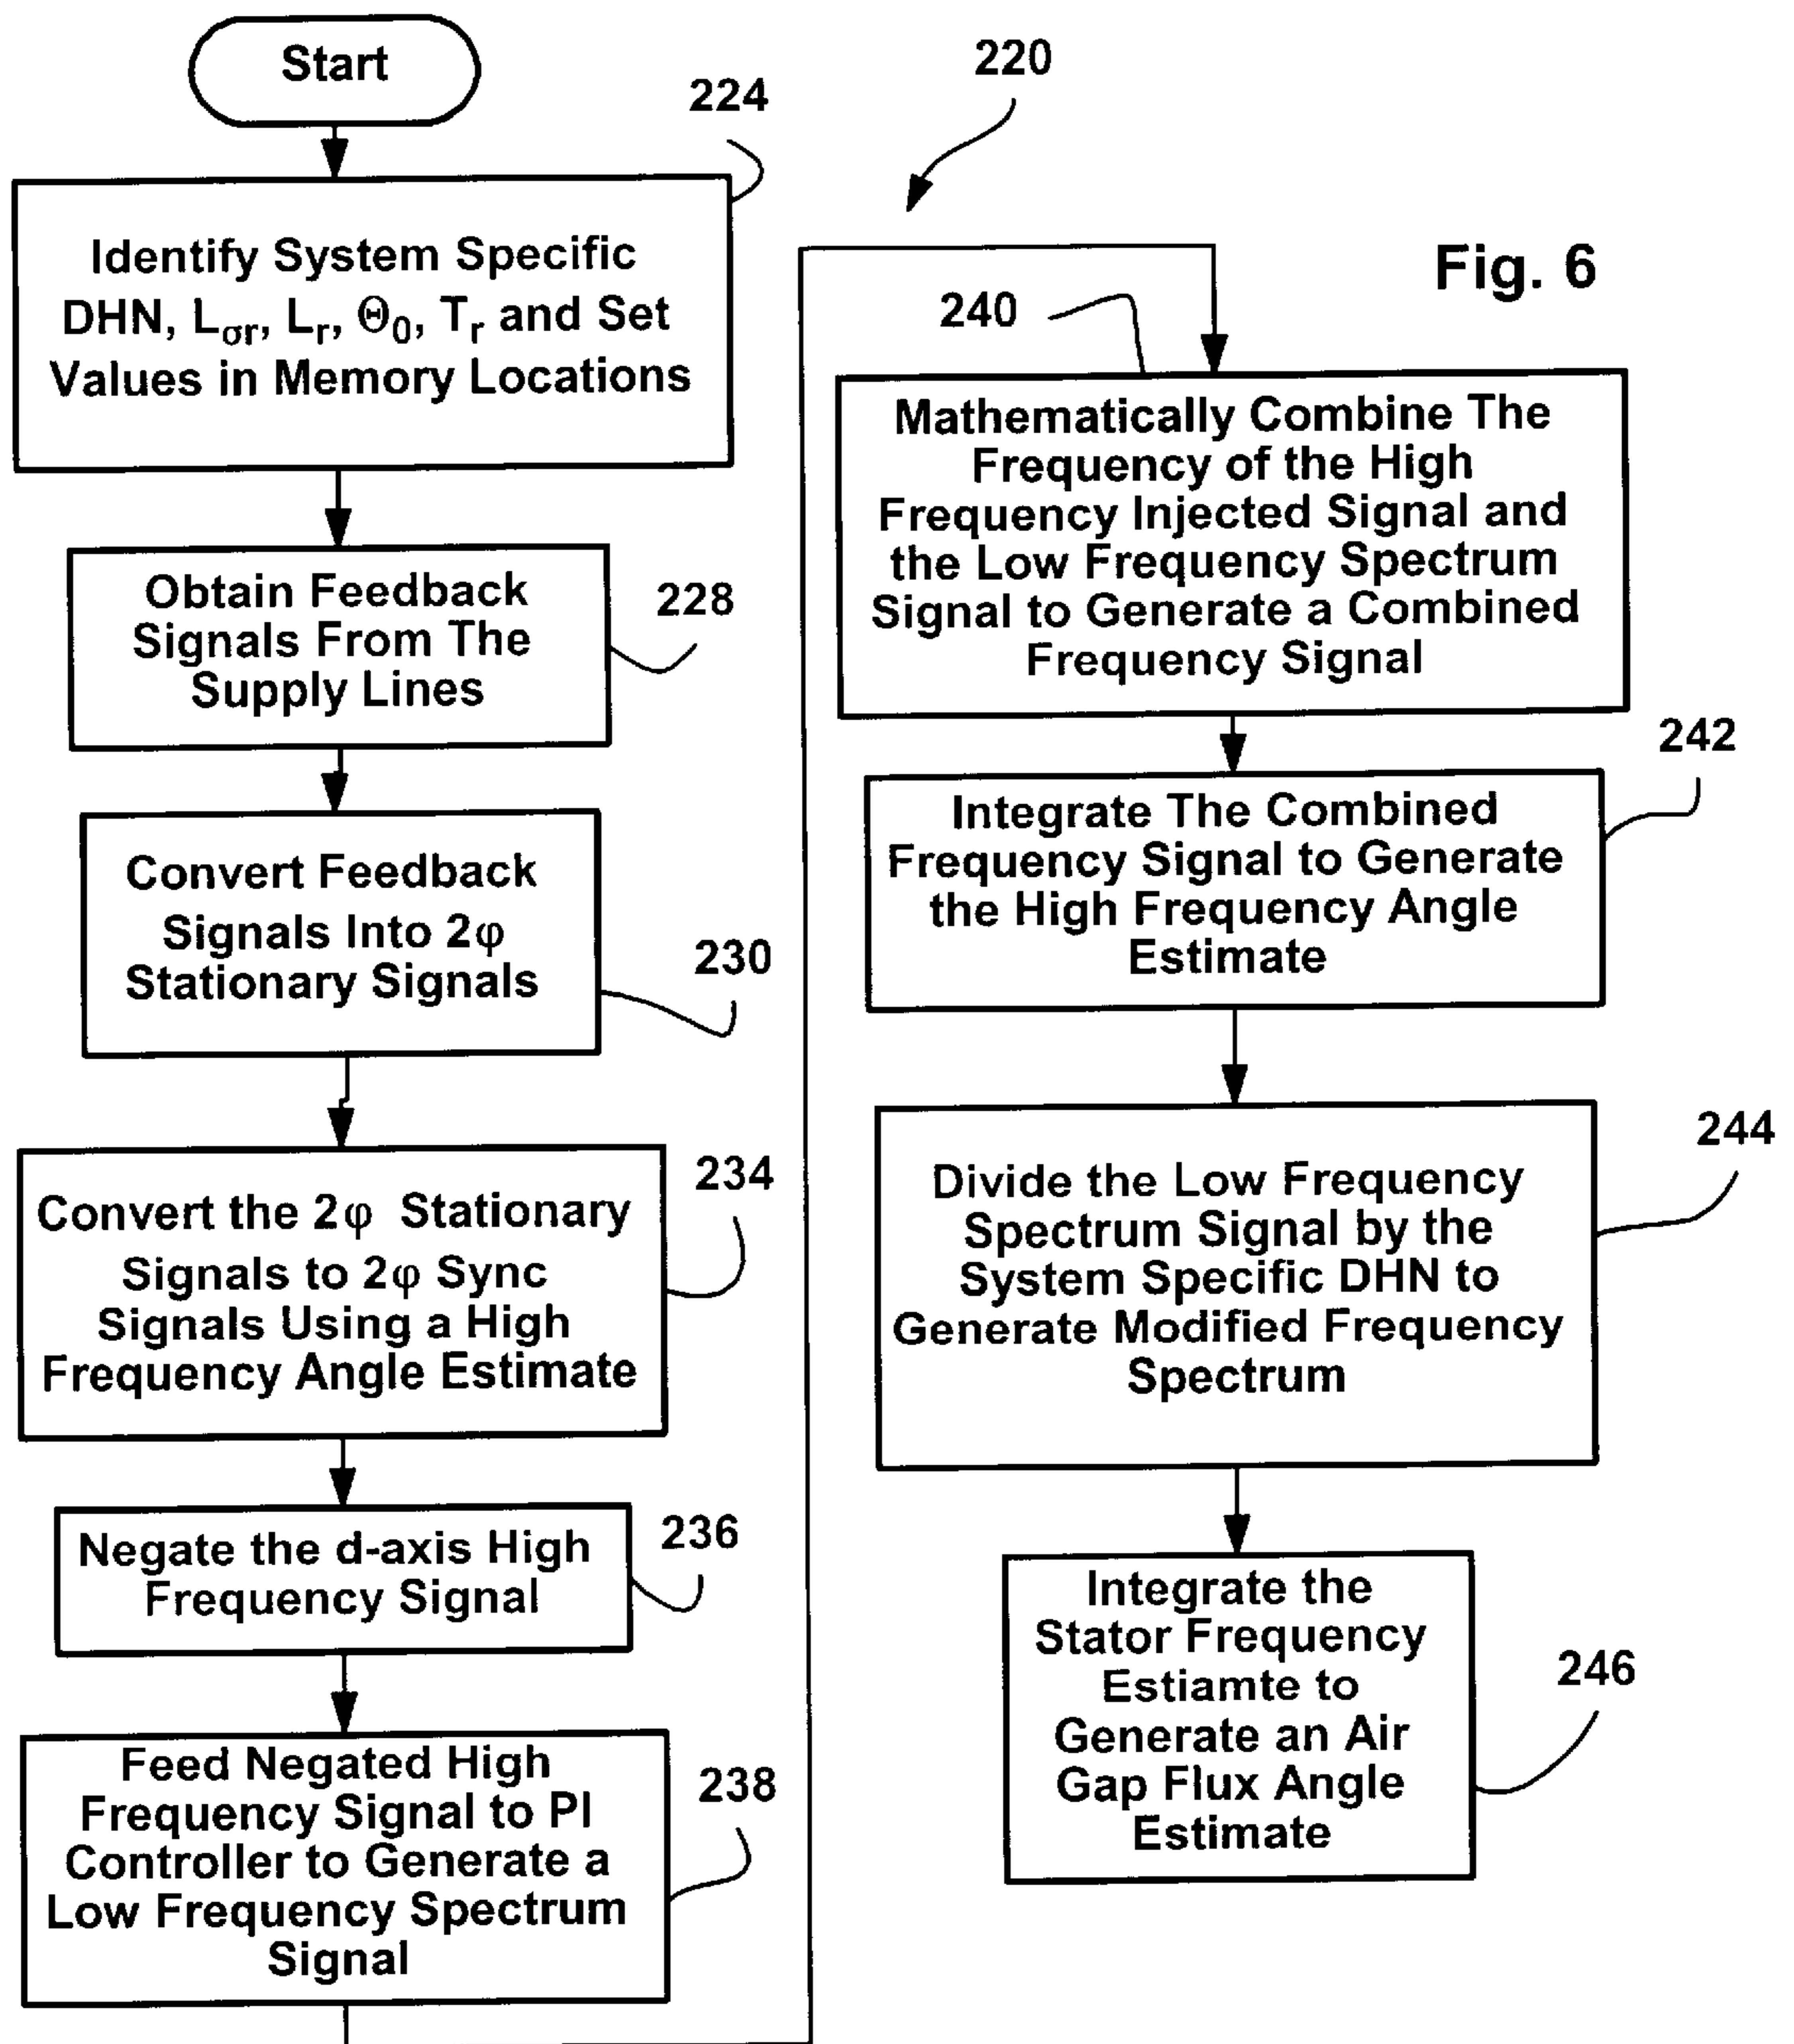 Start
224
Identify System Specific
DHN, Lσr, Lr, Θ0, Tr and Set
Values in Memory Locations
Obtain Feedback
Signals From The
Supply Lines
228
Convert Feedback
Signals Into 2φ
Stationary Signals
230
Convert the 2φ Stationary
Signals to 2φ Sync
Signals Using a High
Frequency Angle Estimate
234
Negate the d-axis High
Frequency Signal
236
Feed Negated High
Frequency Signal to PI
Controller to Generate a
Low Frequency Spectrum
Signal
238
220
Fig. 6
240
Mathematically Combine The
Frequency of the High
Frequency Injected Signal and
the Low Frequency Spectrum
Signal to Generate a Combined
Frequency Signal
242
Integrate The Combined
Frequency Signal to Generate
the High Frequency Angle
Estimate
244
Divide the Low Frequency
Spectrum Signal by the
System Specific DHN to
Generate Modified Frequency
Spectrum
Integrate the
Stator Frequency
Estiamte to
Generate an Air
Gap Flux Angle
Estimate
246